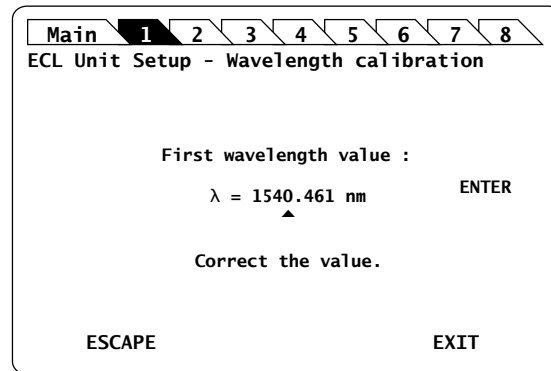 Main 1 2 3 4 5 6 7 8
ECL Unit Setup - Wavelength calibration
First wavelength value :
λ = 1540.461 nm ENTER
Correct the value.
ESCAPE EXIT